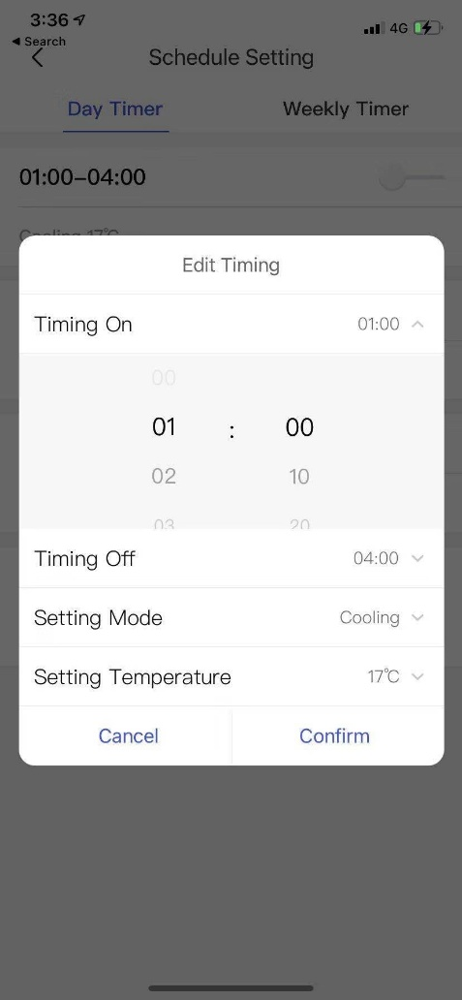 3:36
4G
Search
Schedule Setting
Day Timer Weekly Timer
01:00–04:00
Cooling 17℃
Edit Timing
Timing On 01:00
00
01 : 00
02 10
03 20
Timing Off 04:00
Setting Mode Cooling
Setting Temperature 17℃
Cancel Confirm